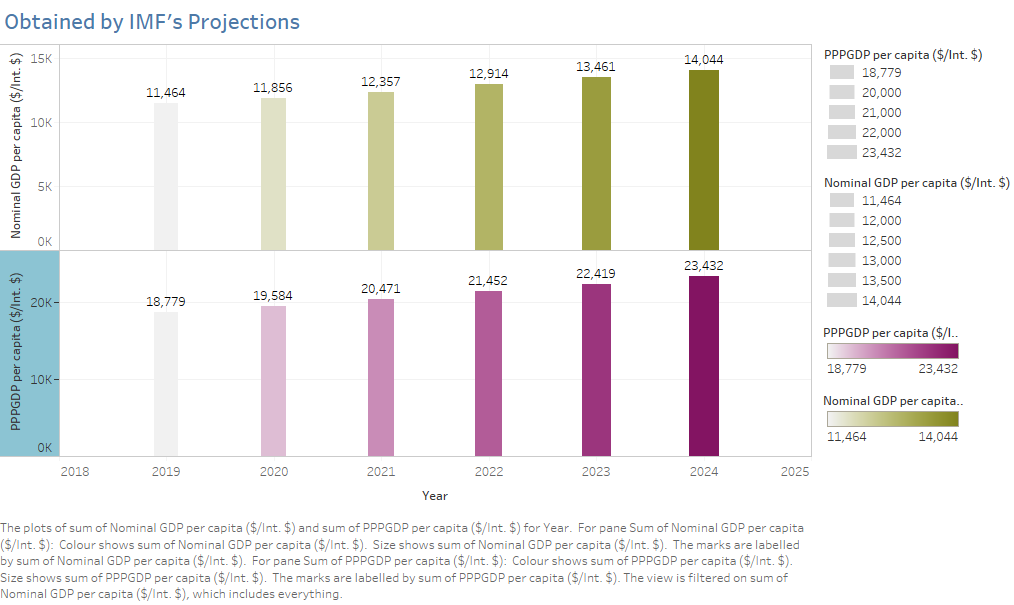 Obtained by IMF's Projections
Nominal GDP per capita ($/Int. $)
15K
10K
5K
0K
11,464
11,856
12,357
12,914
13,461
14,044
PPPGDP per capita ($/Int. $)
20K
10K
0K
18,779
19,584
20,471
21,452
22,419
23,432
2018
2019
2020
2021
2022
2023
2024
2025
Year
PPPGDP per capita ($/Int. $)
18,779
20,000
21,000
22,000
23,432
Nominal GDP per capita ($/Int. $)
11,464
12,000
12,500
13,000
13,500
14,044
PPPGDP per capita ($/I..
18,779 23,432
Nominal GDP per capita..
11,464 14,044
The plots of sum of Nominal GDP per capita ($/Int. $) and sum of PPPGDP per capita ($/Int. $) for Year. For pane Sum of Nominal GDP per capita
($/Int. $): Colour shows sum of Nominal GDP per capita ($/Int. $). Size shows sum of Nominal GDP per capita ($/Int. $). The marks are labelled
by sum of Nominal GDP per capita ($/Int. $). For pane Sum of PPPGDP per capita ($/Int. $): Colour shows sum of PPPGDP per capita ($/Int. $).
Size shows sum of PPPGDP per capita ($/Int. $). The marks are labelled by sum of PPPGDP per capita ($/Int. $). The view is filtered on sum of
Nominal GDP per capita ($/Int. $), which includes everything.